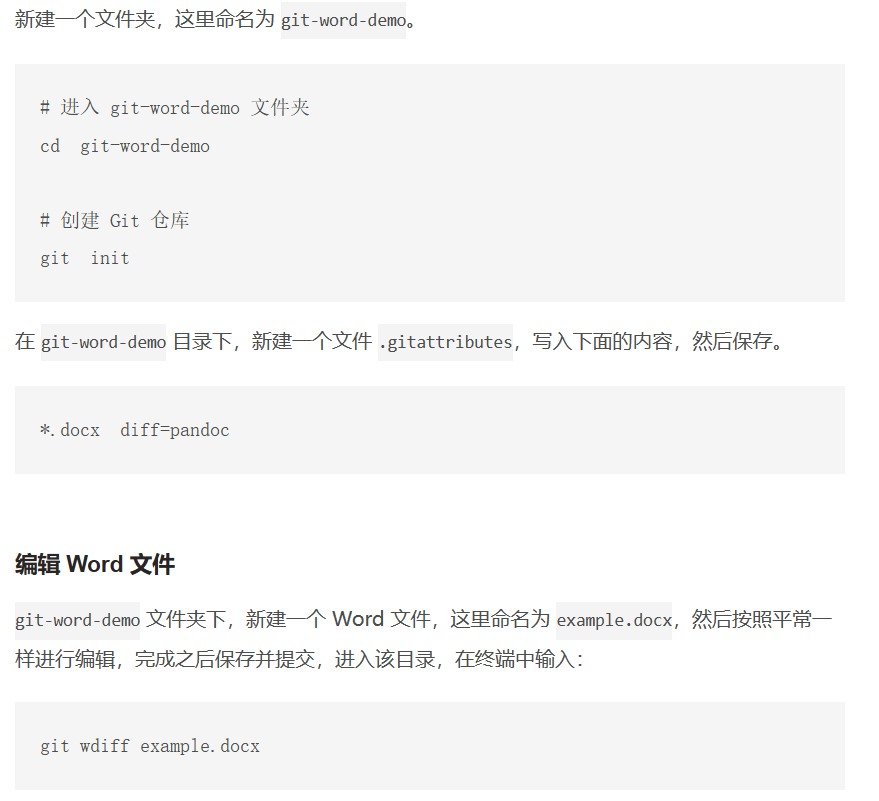 新建一个文件夹，这里命名为 git-word-demo。
# 进入 git-word-demo 文件夹
cd  git-word-demo
# 创建 Git 仓库
git  init
在 git-word-demo 目录下，新建一个文件 .gitattributes，写入下面的内容，然后保存。
*.docx  diff=pandoc
编辑 Word 文件
git-word-demo 文件夹下，新建一个 Word 文件，这里命名为 example.docx，然后按照平常一
样进行编辑，完成之后保存并提交，进入该目录，在终端中输入：
git wdiff example.docx